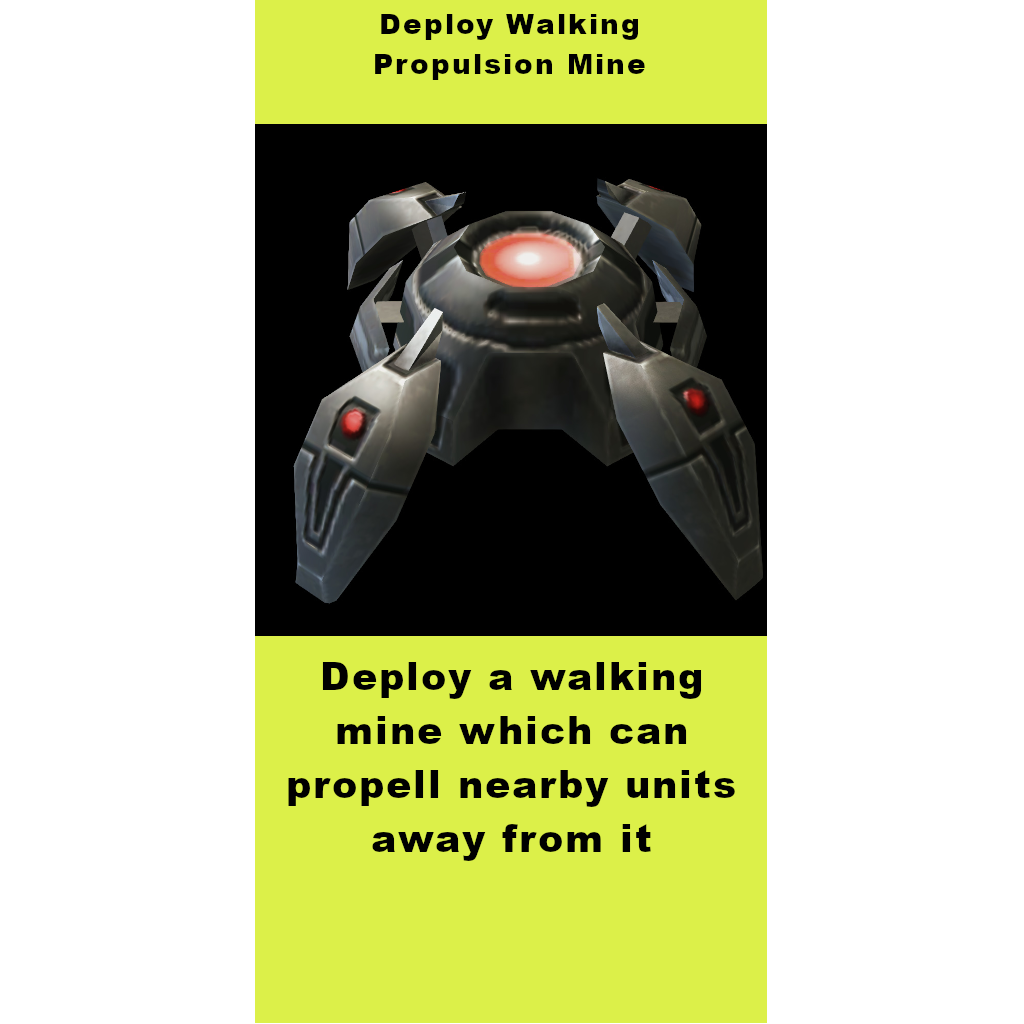 Deploy Walking
Propulsion Mine
Deploy a walking
mine which can
propell nearby units
away from it